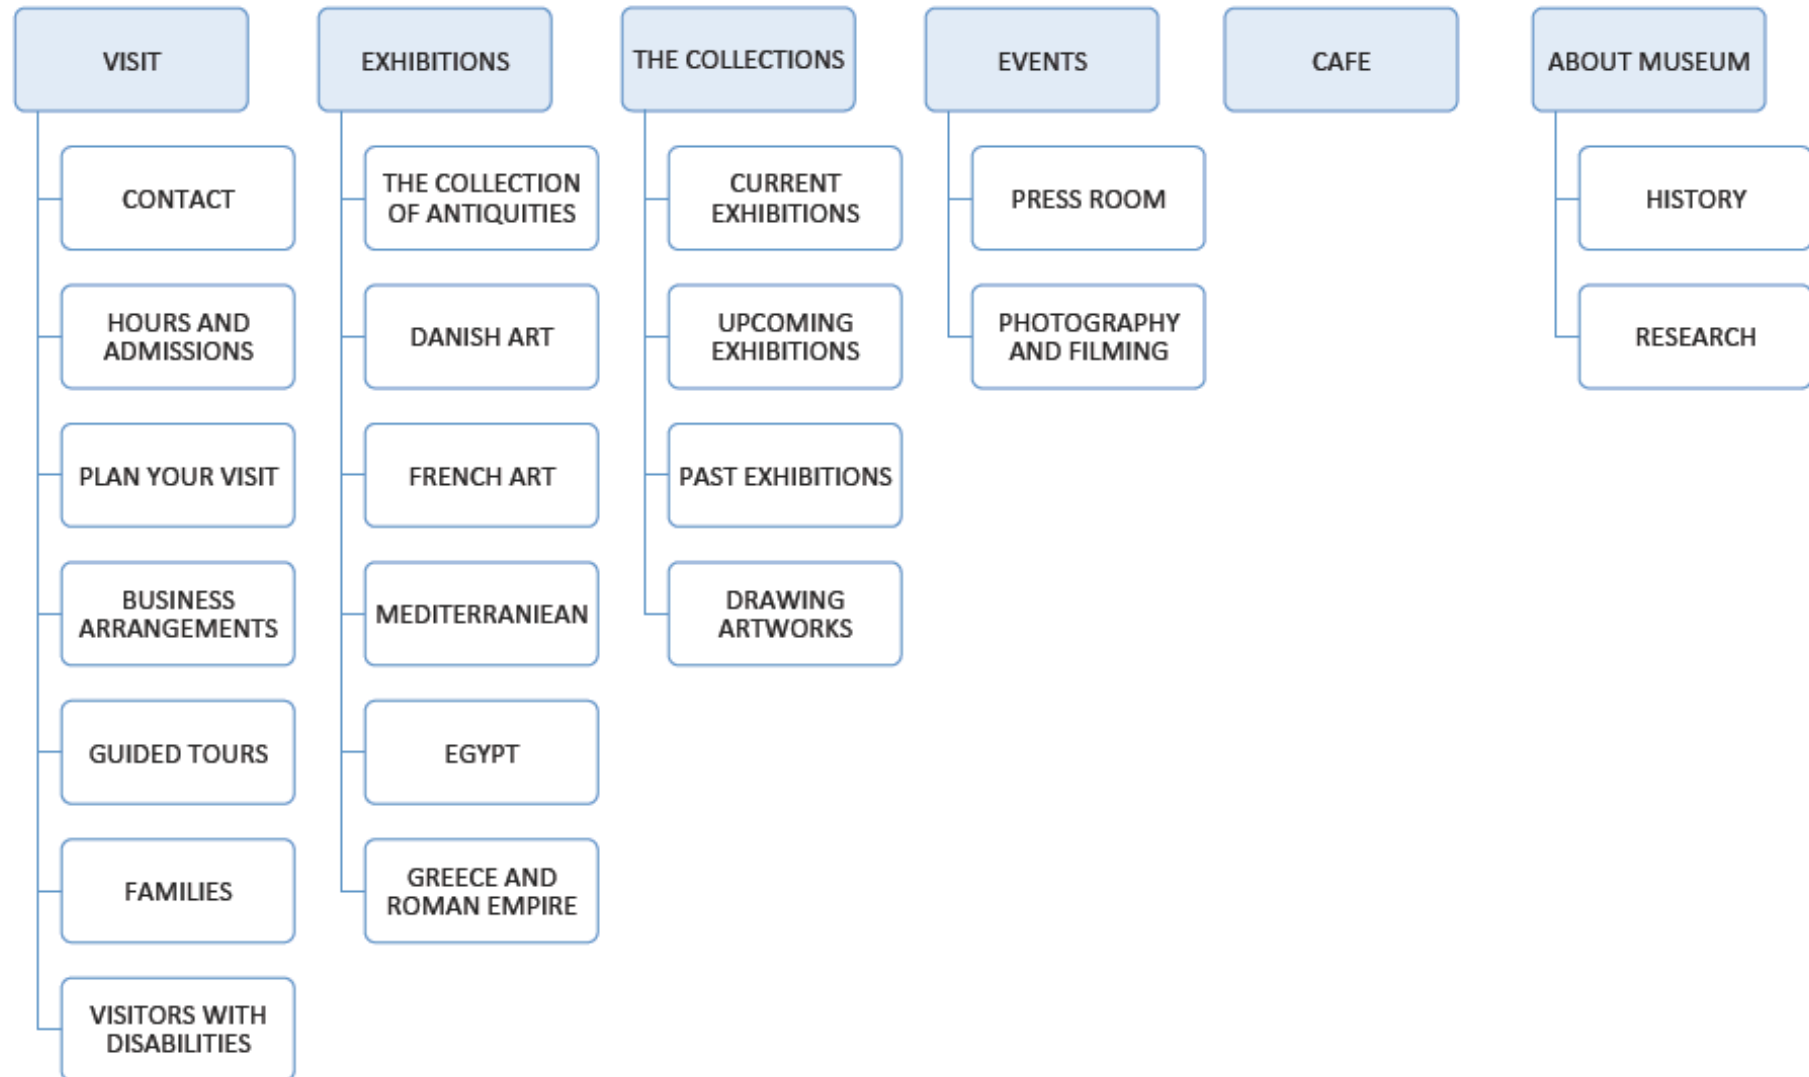 VISIT
CONTACT
HOURS AND
ADMISSIONS
PLAN YOUR VISIT
BUSINESS
ARRANGEMENTS
GUIDED TOURS
FAMILIES
VISITORS WITH
DISABILITIES
EXHIBITIONS
THE COLLECTION
OF ANTIQUITIES
DANISH ART
FRENCH ART
MEDITERRANIEAN
EGYPT
GREECE AND
ROMAN EMPIRE
THE COLLECTIONS
CURRENT
EXHIBITIONS
UPCOMING
EXHIBITIONS
PAST EXHIBITIONS
DRAWING
ARTWORKS
EVENTS
PRESS ROOM
PHOTOGRAPHY
AND FILMING
CAFE
ABOUT MUSEUM
HISTORY
RESEARCH